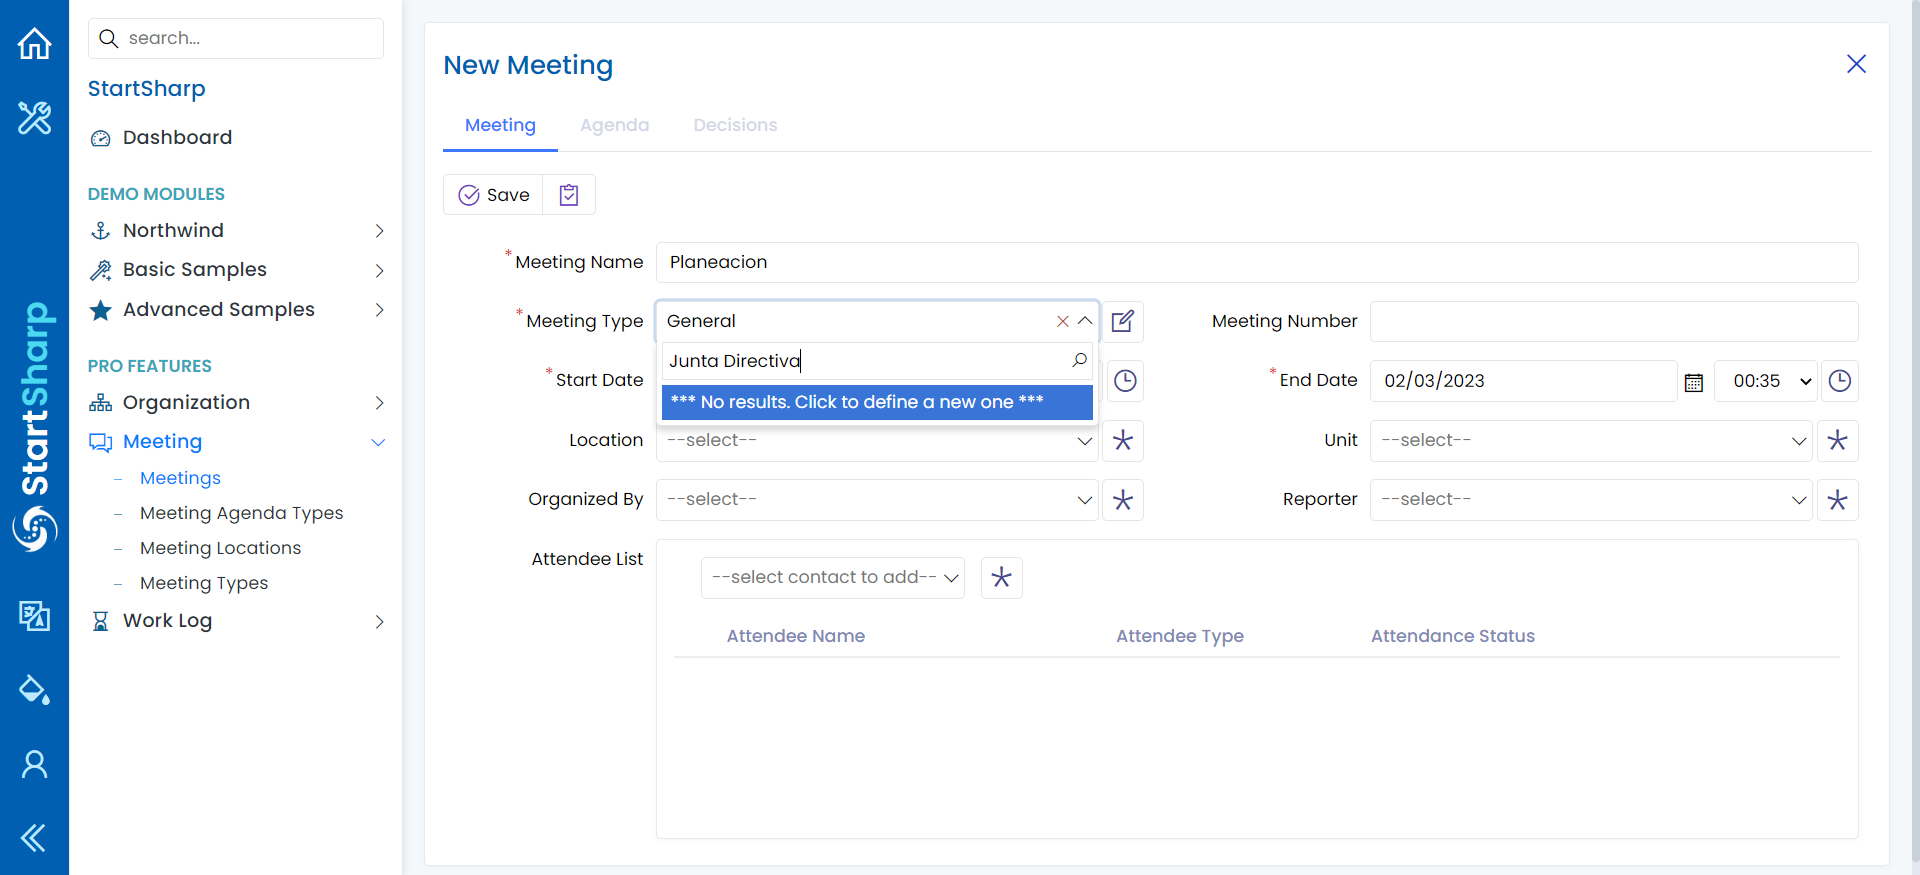 StartSharp
search...
StartSharp
Dashboard
DEMO MODULES
Northwind
Basic Samples
Advanced Samples
PRO FEATURES
Organization
Meeting
– Meetings
– Meeting Agenda Types
– Meeting Locations
– Meeting Types
Work Log
New Meeting
Meeting Agenda Decisions
Save
* Meeting Name Planeacion
* Meeting Type General
Junta Directiva
*** No results. Click to define a new one ***
Meeting Number
* Start Date
* End Date 02/03/2023 00:35
Location --select--
Unit --select--
Organized By --select--
Reporter --select--
Attendee List
--select contact to add--
Attendee Name Attendee Type Attendance Status